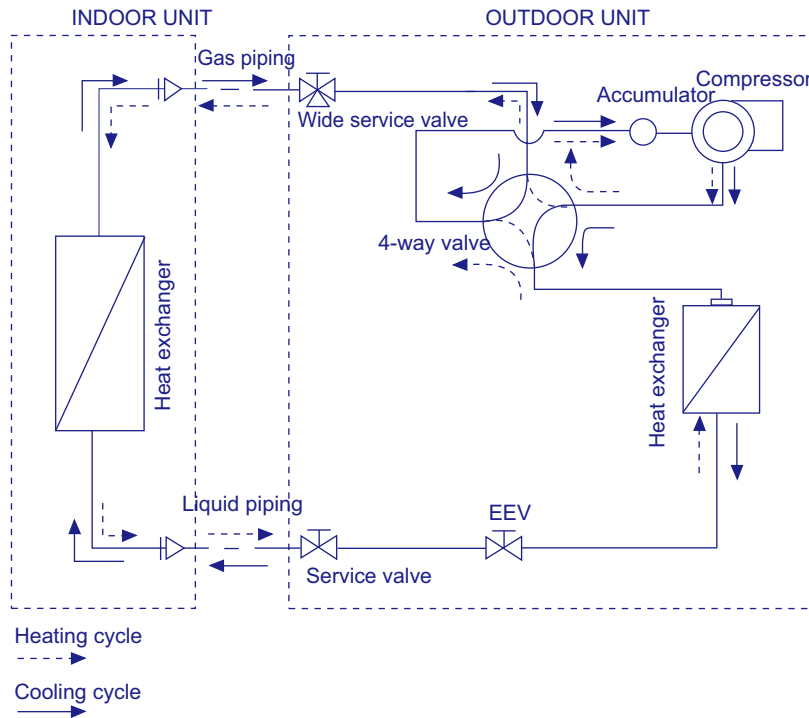 INDOOR UNIT
OUTDOOR UNIT
Gas piping
Compressor
Accumulator
Wide service valve
4-way valve
Heat exchanger
Heat exchanger
Liquid piping
EEV
Service valve
Heating cycle
Cooling cycle